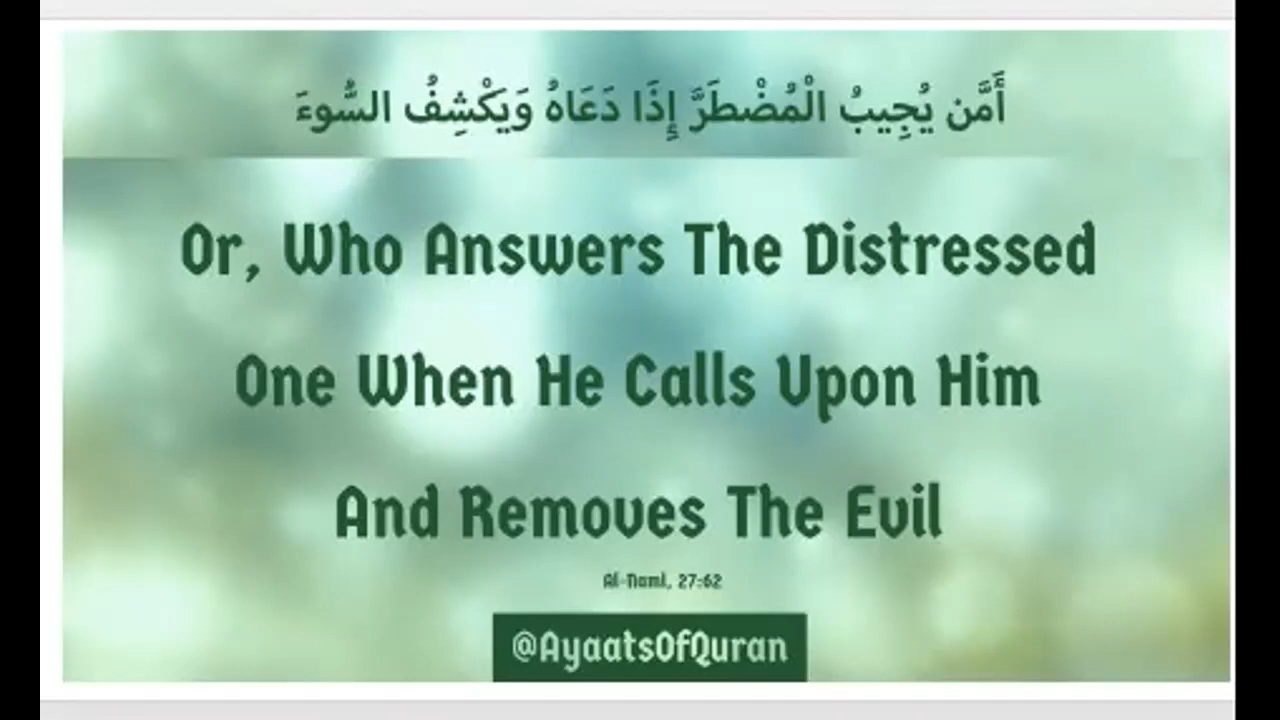 أَمَّن يُجِيبُ الْمُضْطَرَّ إِذَا دَعَاهُ وَيَكْشِفُ السُّوءَ
Or, Who Answers The Distressed
One When He Calls Upon Him
And Removes The Evil
Al-Naml, 27:62
@AyaatsOfQuran